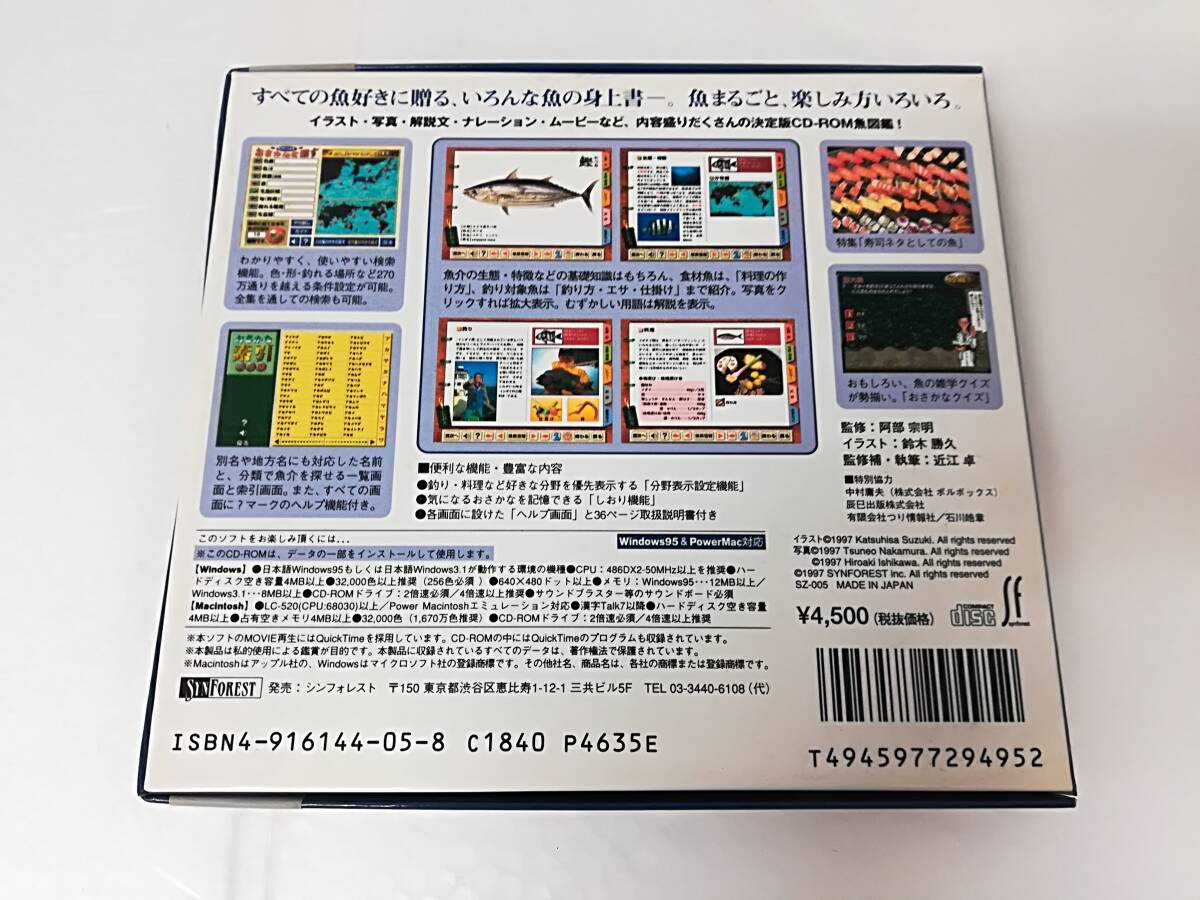 すべての魚好きに贈る、いろんな魚の身上書―。魚まるごと、楽しみ方いろいろ。
イラスト・写真・解説文・ナレーション・ムービーなど、内容盛りだくさんの決定版CD-ROM魚図鑑！
わかりやすく、使いやすい検索
機能。色・形・釣れる場所など270
万通りを越える条件設定が可能。
全集を通しての検索も可能。
索引
別名や地方名にも対応した名前
と、分類で魚介を探せる一覧画
面と索引画面。また、すべての画
面に？マークのヘルプ機能付き。
魚介の生態・特徴などの基礎知識はもちろん、食材魚は、「料理の作
り方」、釣り対象魚は「釣り方・エサ・仕掛け」まで紹介。写真をク
リックすれば拡大表示。むずかしい用語は解説を表示。
■便利な機能・豊富な内容
●釣り・料理など好きな分野を優先表示する「分野表示設定機能」
●気になるおさかなを記憶できる「しおり機能」
●各画面に設けた「ヘルプ画面」と36ページ取扱説明書付き
特集「寿司ネタとしての魚」
おもしろい、魚の雑学クイズ
が勢揃い。「おさかなクイズ」
監修：阿部 宗明
イラスト：鈴木 勝久
監修補・執筆：近江 卓
■特別協力
中村庸夫（株式会社 ボルボックス）
辰巳出版株式会社
有限会社つり情報社／石川皓章
このソフトをお楽しみ頂くには…
Windows95＆PowerMac対応
※このCD-ROMは、データの一部をインストールして使用します。
【Windows】●日本語Windows95もしくは日本語Windows3.1が動作する環境の機種●CPU：486DX2-50MHz以上を推奨●ハー
ドディスク空き容量4MB以上●32,000色以上推奨（256色必須）●640×480ドット以上●メモリ：Windows95･･･12MB以上／
Windows3.1･･･8MB以上●CD-ROMドライブ：2倍速必須／4倍速以上推奨●サウンドブラスター等のサウンドボード必須
【Macintosh】●LC-520(CPU:68030)以上／Power Macintoshエミュレーション対応●漢字Talk7以降●ハードディスク空き容量
4MB以上●占有空きメモリ4MB以上●32,000色（1,670万色推奨）●CD-ROMドライブ：2倍速必須／4倍速以上推奨
※本ソフトのMOVIE再生にはQuickTimeを採用しています。CD-ROMの中にはQuickTimeのプログラムも収録されています。
※本製品は私的使用による鑑賞が目的です。本製品に収録されているすべてのデータは、著作権法で保護されています。
※Macintoshはアップル社の、Windowsはマイクロソフト社の登録商標です。その他社名、商品名は、各社の商標または登録商標です。
イラスト©1997 Katsuhisa Suzuki. All rights reserved
写真©1997 Tsuneo Nakamura. All rights reserved
©1997 Hiroaki Ishikawa. All rights reserved
©1997 SYNFOREST inc. All rights reserved
SZ-005 MADE IN JAPAN
¥4,500（税抜価格）
COMPACT disc
SYNFOREST 発売：シンフォレスト 〒150 東京都渋谷区恵比寿1-12-1 三共ビル5F TEL 03-3440-6108（代）
ISBN4-916144-05-8 C1840 P4635E
T4945977294952